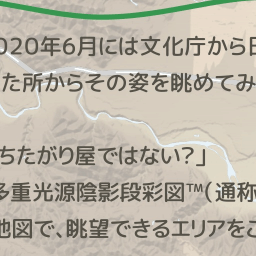 2020年6月には文化庁から日
た所からその姿を眺めてみ
ちたがり屋ではない?」
多重光源陰影段彩図™(通称
地図で、眺望できるエリアをご